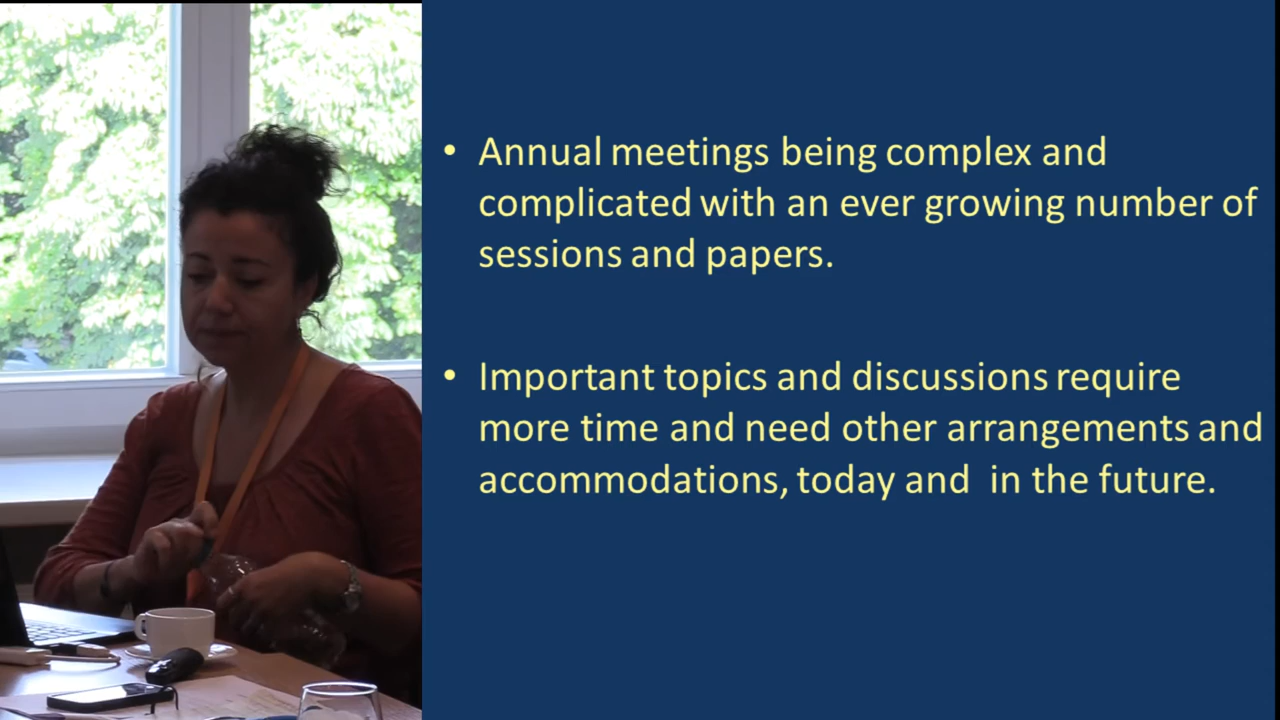 • Annual meetings being complex and
complicated with an ever growing number of
sessions and papers.
• Important topics and discussions require
more time and need other arrangements and
accommodations, today and in the future.